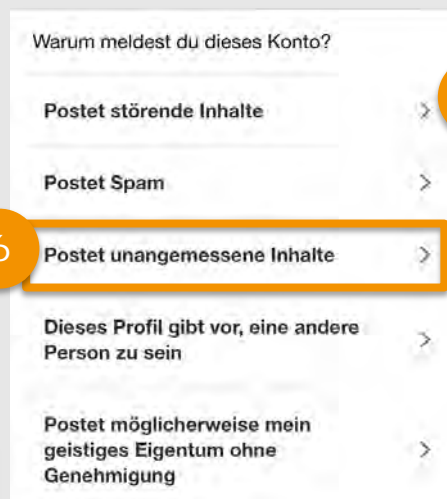 Warum meldest du dieses Konto?
Postet störende Inhalte
Postet Spam
6
Postet unangemessene Inhalte
Dieses Profil gibt vor, eine andere
Person zu sein
Postet möglicherweise mein
geistiges Eigentum ohne
Genehmigung